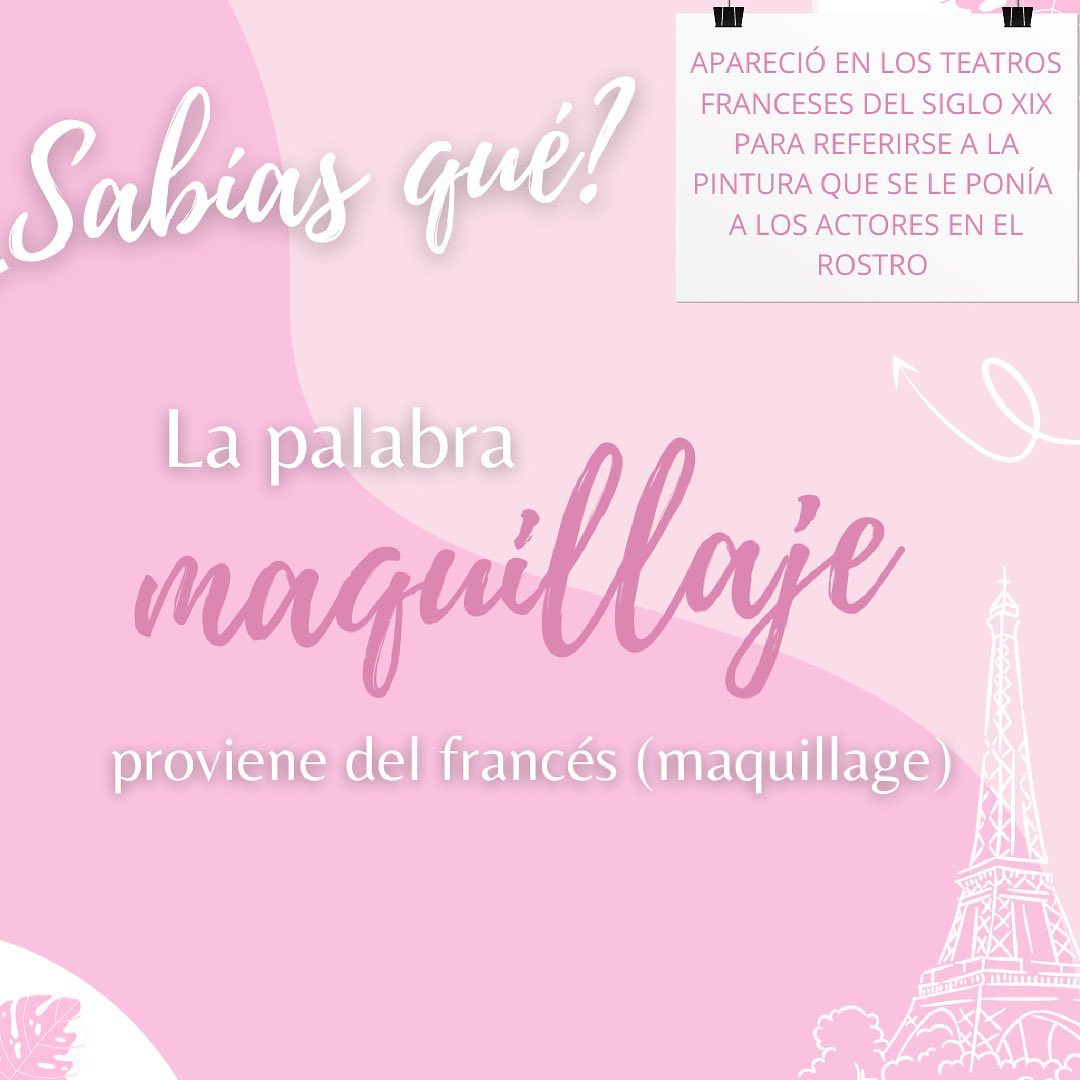 ¿Sabías qué?
APARECIÓ EN LOS TEATROS
FRANCESES DEL SIGLO XIX
PARA REFERIRSE A LA
PINTURA QUE SE LE PONÍA
A LOS ACTORES EN EL
ROSTRO
La palabra
maquillaje
proviene del francés (maquillage)